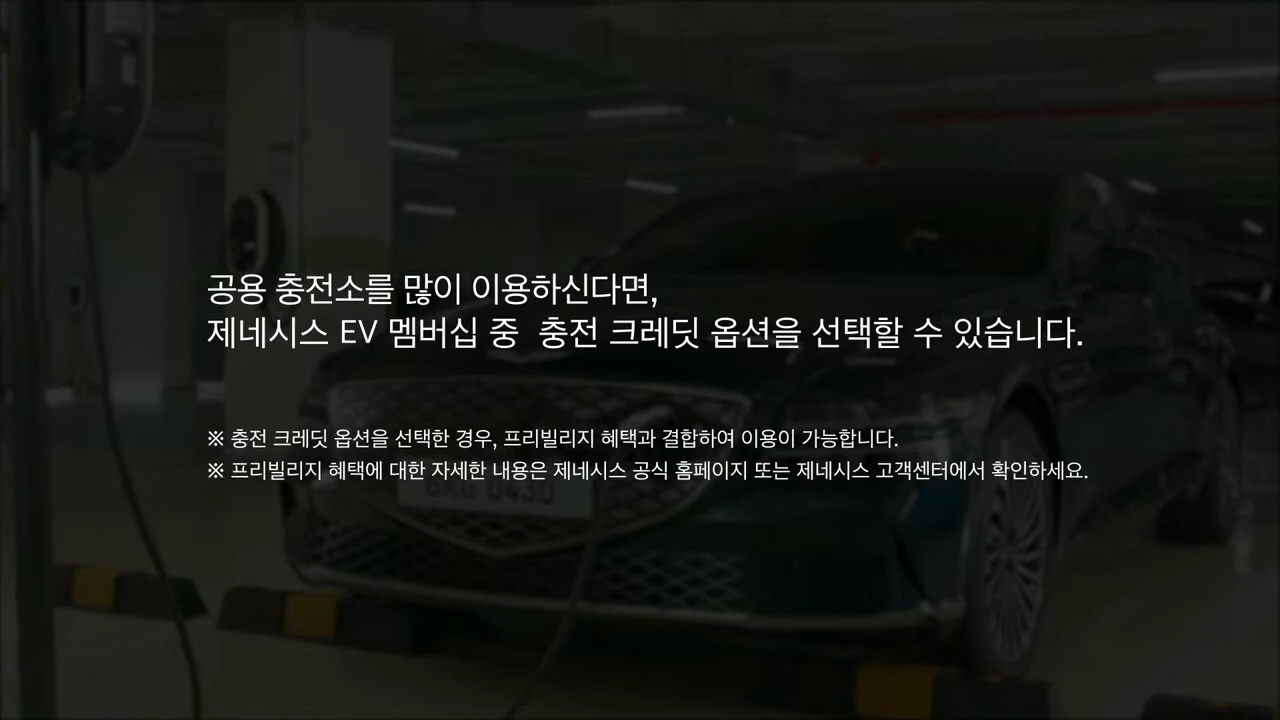 공용 충전소를 많이 이용하신다면,
제네시스 EV 멤버십 중 충전 크레딧 옵션을 선택할 수 있습니다.
※ 충전 크레딧 옵션을 선택한 경우, 프리빌리지 혜택과 결합하여 이용이 가능합니다.
※ 프리빌리지 혜택에 대한 자세한 내용은 제네시스 공식 홈페이지 또는 제네시스 고객센터에서 확인하세요.